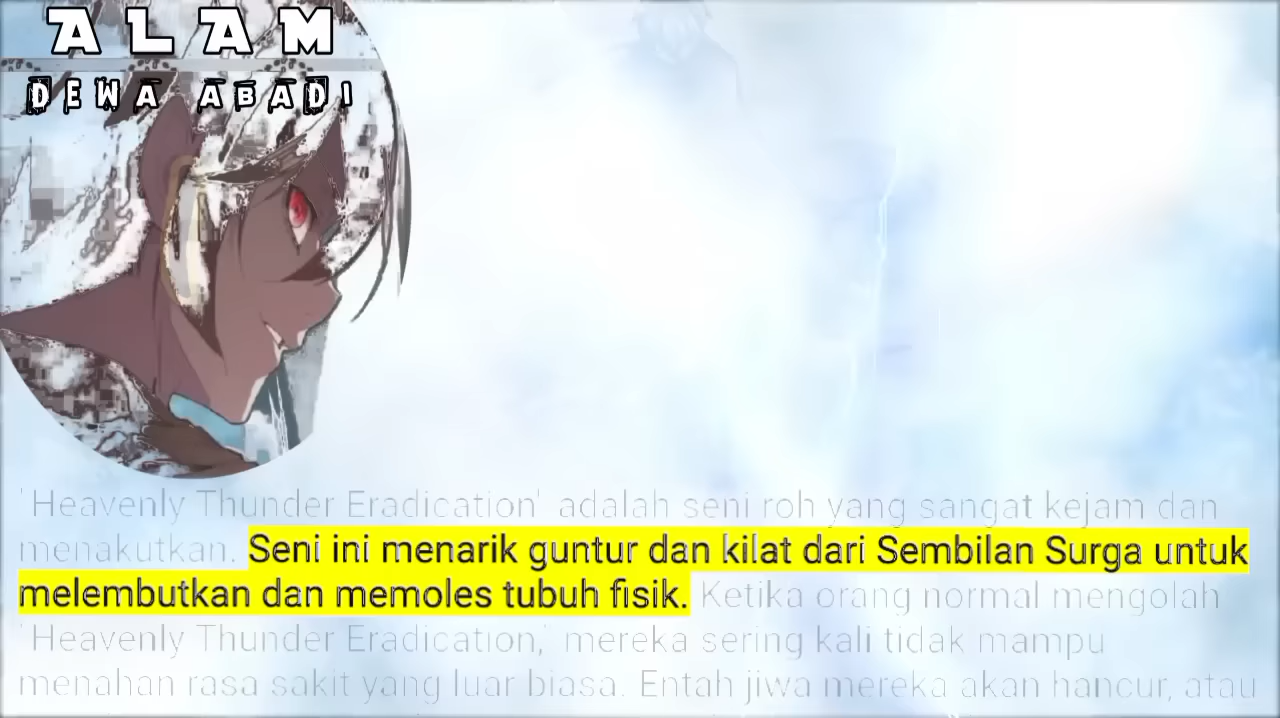 ALAM
DEWA ABADI
'Heavenly Thunder Eradication' adalah seni roh yang sangat kejam dan
menakutkan. Seni ini menarik guntur dan kilat dari Sembilan Surga untuk
melembutkan dan memoles tubuh fisik. Ketika orang normal mengolah
'Heavenly Thunder Eradication,' mereka sering kali tidak mampu
menahan rasa sakit yang luar biasa. Entah jiwa mereka akan hancur, atau